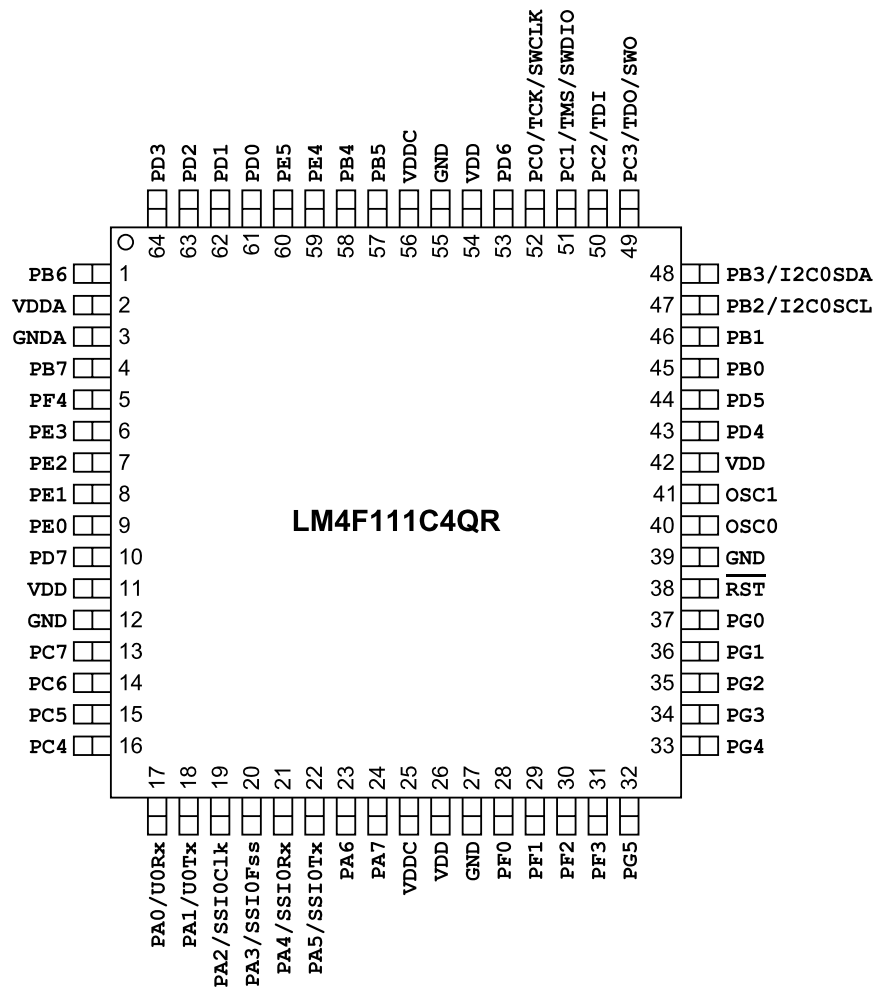 PD3
PD2
PD1
PD0
PE5
PE4
PB4
PB5
VDDC
GND
VDD
PD6
PC0/TCK/SWCLK
PC1/TMS/SWDIO
PC2/TDI
PC3/TDO/SWO
64
63
62
61
60
59
58
57
56
55
54
53
52
51
50
49
PB6 1
VDDA 2
GNDA 3
PB7 4
PF4 5
PE3 6
PE2 7
PE1 8
PE0 9
PD7 10
VDD 11
GND 12
PC7 13
PC6 14
PC5 15
PC4 16
LM4F111C4QR
48 PB3/I2C0SDA
47 PB2/I2C0SCL
46 PB1
45 PB0
44 PD5
43 PD4
42 VDD
41 OSC1
40 OSC0
39 GND
38 RST
37 PG0
36 PG1
35 PG2
34 PG3
33 PG4
17
18
19
20
21
22
23
24
25
26
27
28
29
30
31
32
PA0/U0Rx
PA1/U0Tx
PA2/SSI0Clk
PA3/SSI0Fss
PA4/SSI0Rx
PA5/SSI0Tx
PA6
PA7
VDDC
VDD
GND
PF0
PF1
PF2
PF3
PG5